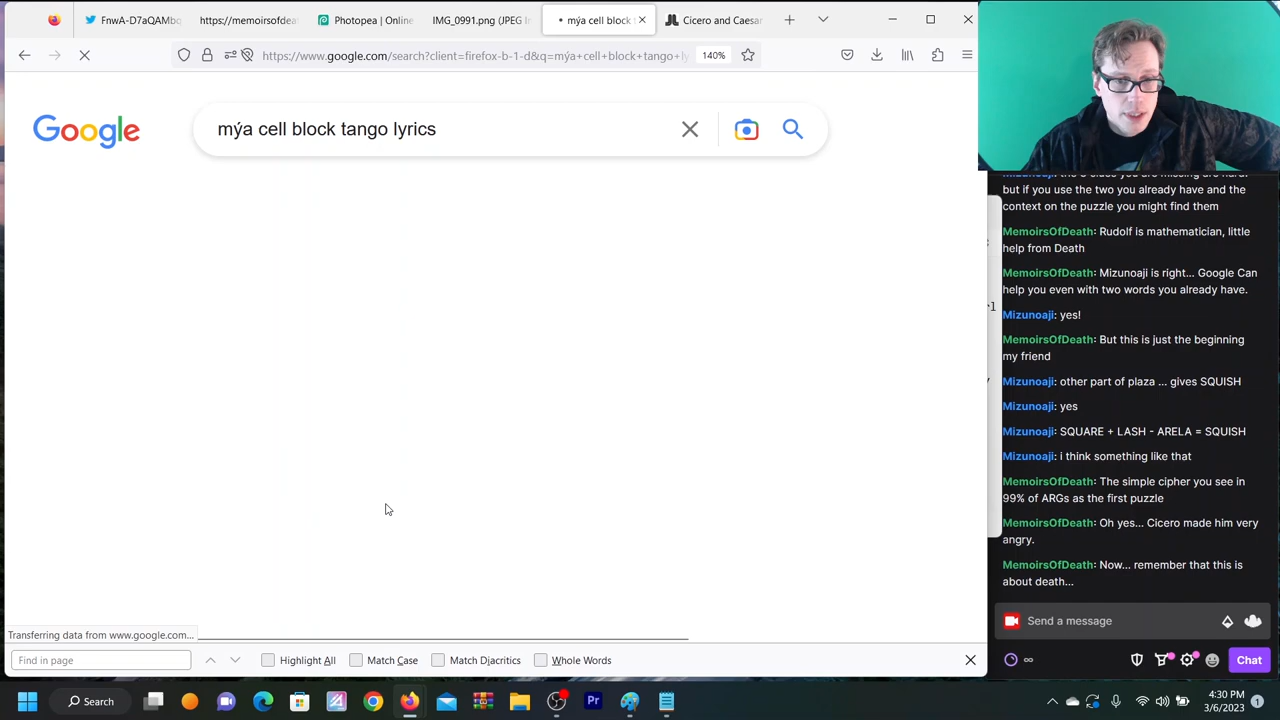 FnwA-D7aQAMbq
https://memoirsofdea
Photopea | Online
IMG_0991.png (JPEG I
mýa cell block t
Cicero and Caesar
https://www.google.com/search?client=firefox-b-1-d&q=mýa+cell+block+tango+ly
140%
Google
mýa cell block tango lyrics
but if you use the two you already have and the
context on the puzzle you might find them
MemoirsOfDeath: Rudolf is mathematician, little
help from Death
MemoirsOfDeath: Mizunoaji is right... Google Can
help you even with two words you already have.
Mizunoaji: yes!
MemoirsOfDeath: But this is just the beginning
my friend
Mizunoaji: other part of plaza ... gives SQUISH
Mizunoaji: yes
Mizunoaji: SQUARE + LASH - ARELA = SQUISH
Mizunoaji: i think something like that
MemoirsOfDeath: The simple cipher you see in
99% of ARGs as the first puzzle
MemoirsOfDeath: Oh yes... Cicero made him very
angry.
MemoirsOfDeath: Now... remember that this is
about death...
Send a message
Chat
Transferring data from www.google.com...
Find in page
Highlight All
Match Case
Match Diacritics
Whole Words
Search
Pr
4:30 PM
3/6/2023
1